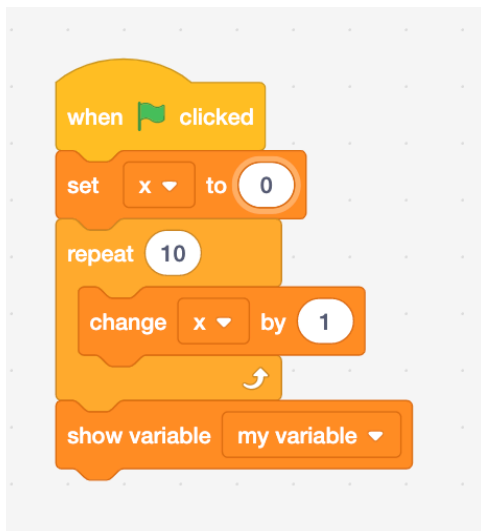 when clicked
set x to 0
repeat 10
change x by 1
show variable my variable